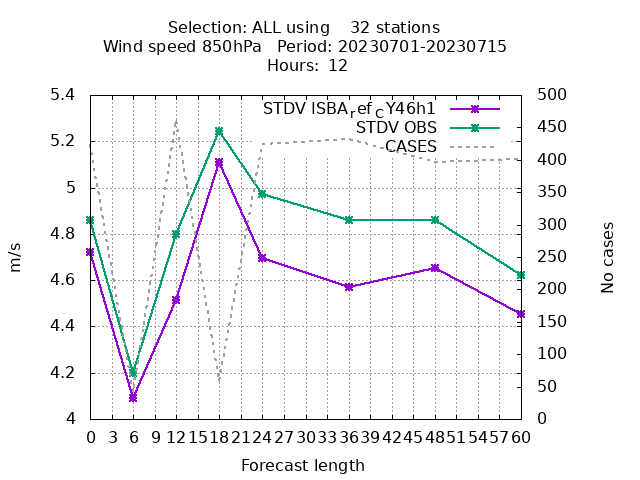 Selection: ALL using    32 stations
Wind speed 850hPa   Period: 20230701-20230715
Hours:  12
STDV ISBA_ref_CY46h1
STDV OBS
CASES
5.4
5.2
5
4.8
4.6
4.4
4.2
4
500
450
400
350
300
250
200
150
100
50
0
m/s
No cases
0 3 6 9 12 15 18 21 24 27 30 33 36 39 42 45 48 51 54 57 60
Forecast length